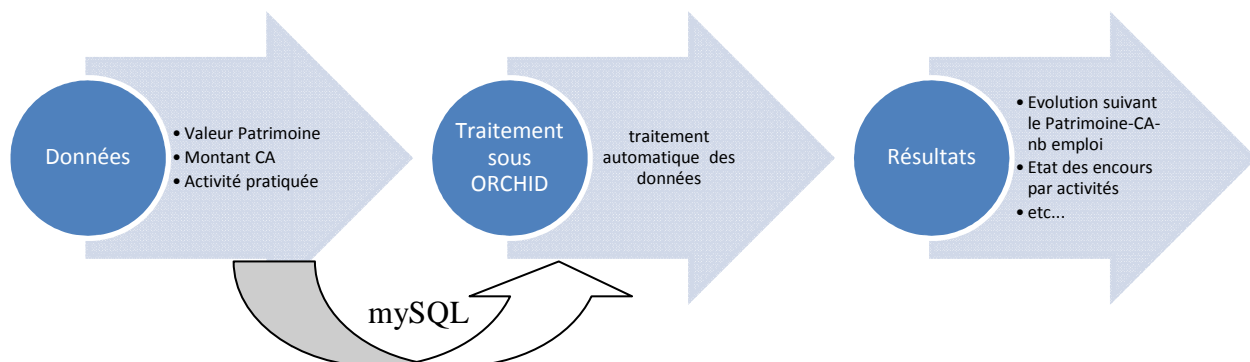 Données
• Valeur Patrimoine
• Montant CA
• Activité pratiquée
Traitement
sous
ORCHID
traitement
automatique des
données
Résultats
• Evolution suivant
le Patrimoine-CA-
nb emploi
• Etat des encours
par activités
• etc...
mySQL